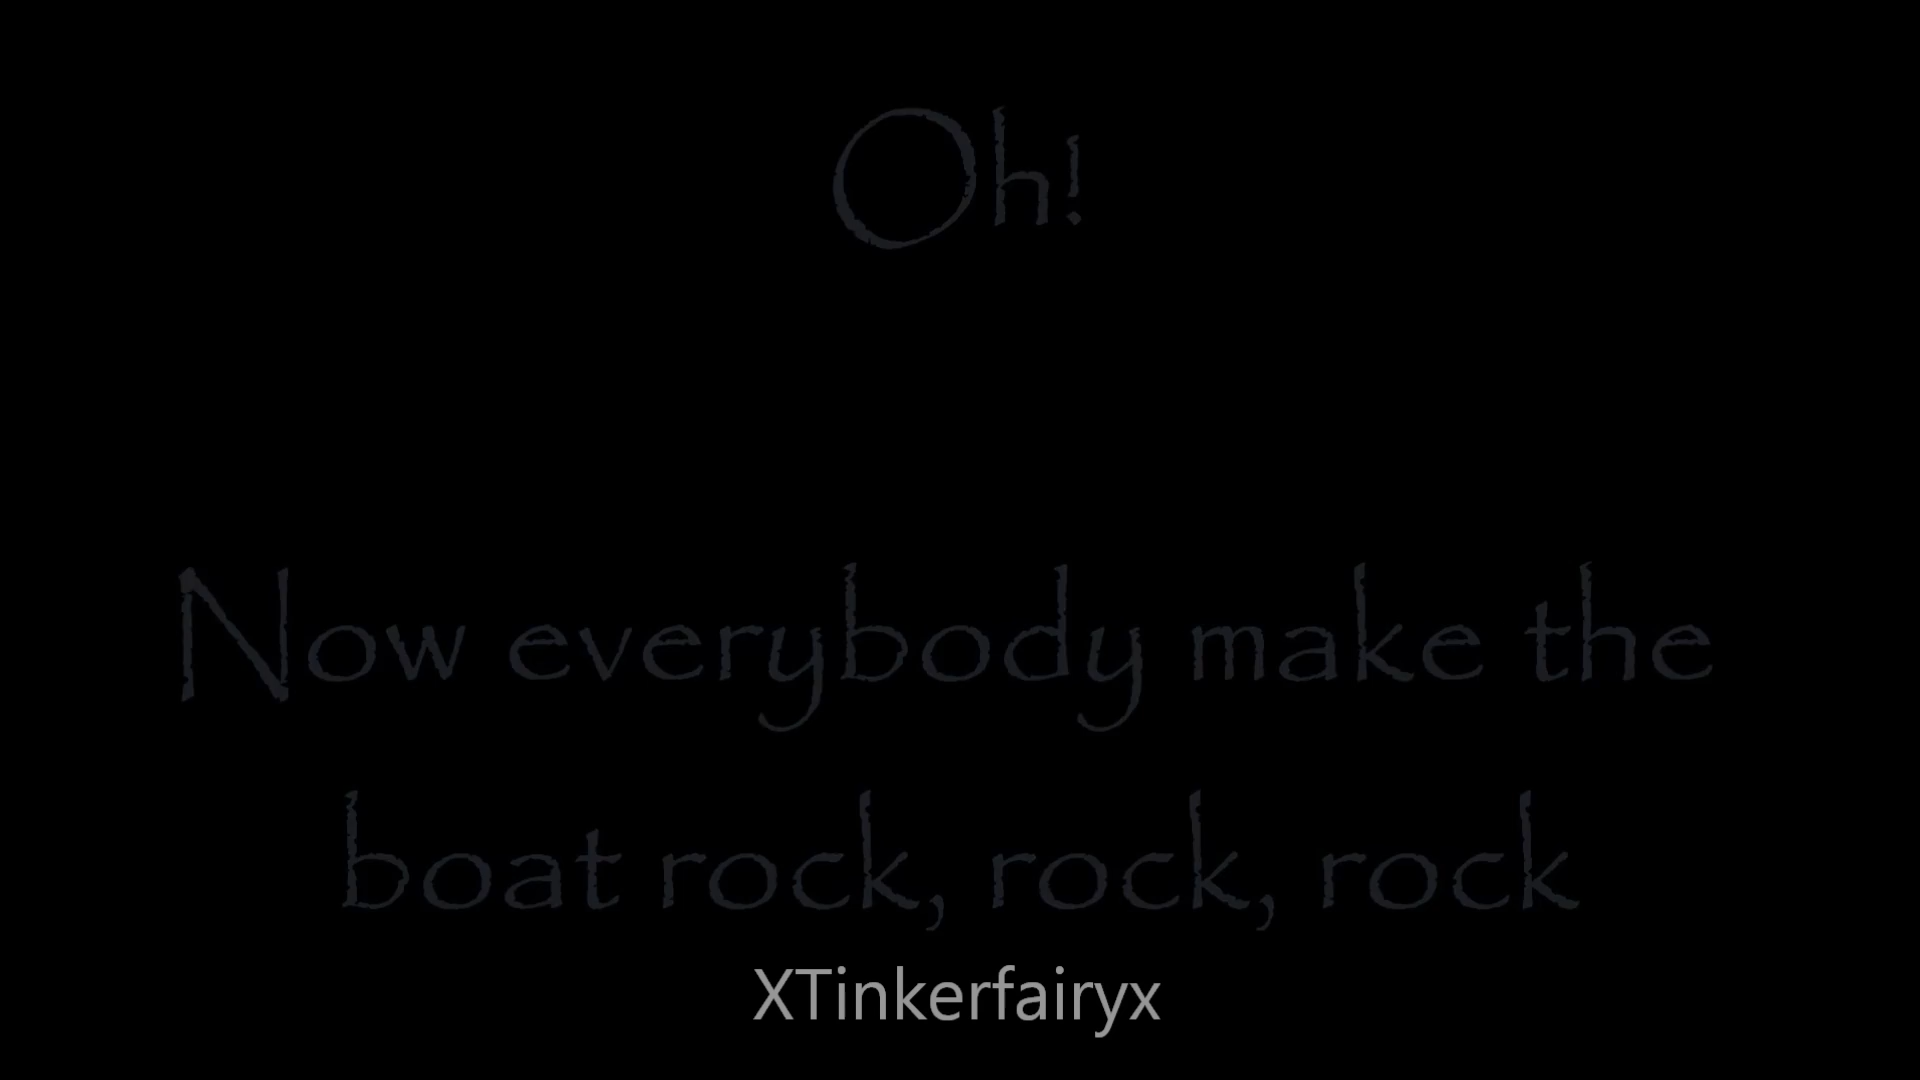 Oh!
Now everybody make the
boat rock, rock, rock
XTinkerfairyx